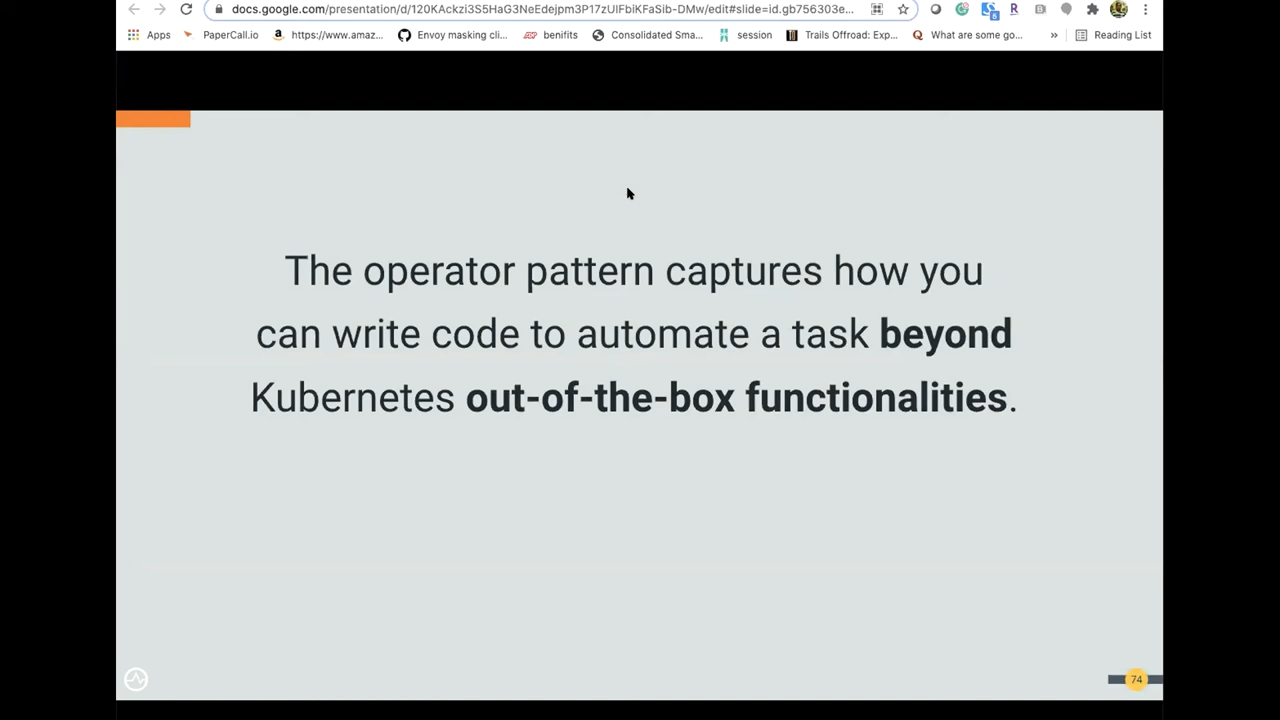 docs.google.com/presentation/d/120KAckzi3S5HaG3NeEdejpm3P17zUIFbiKFaSib-DMw/edit#slide=id.gb756303e...
Apps PaperCall.io https://www.amaz... Envoy masking cli... benifits Consolidated Sma... session Trails Offroad: Exp... What are some go... » Reading List
The operator pattern captures how you
can write code to automate a task beyond
Kubernetes out-of-the-box functionalities.
74